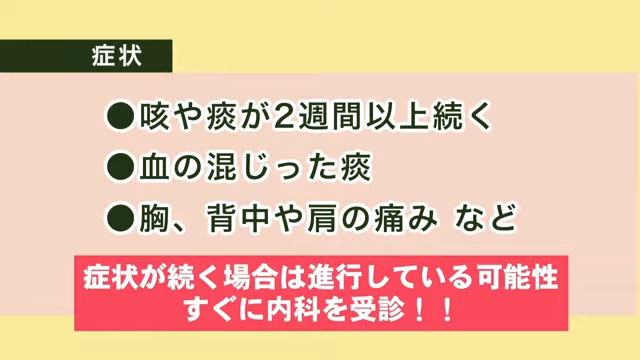 症状
●咳や痰が2週間以上続く
●血の混じった痰
●胸、背中や肩の痛み など
症状が続く場合は進行している可能性
すぐに内科を受診！！